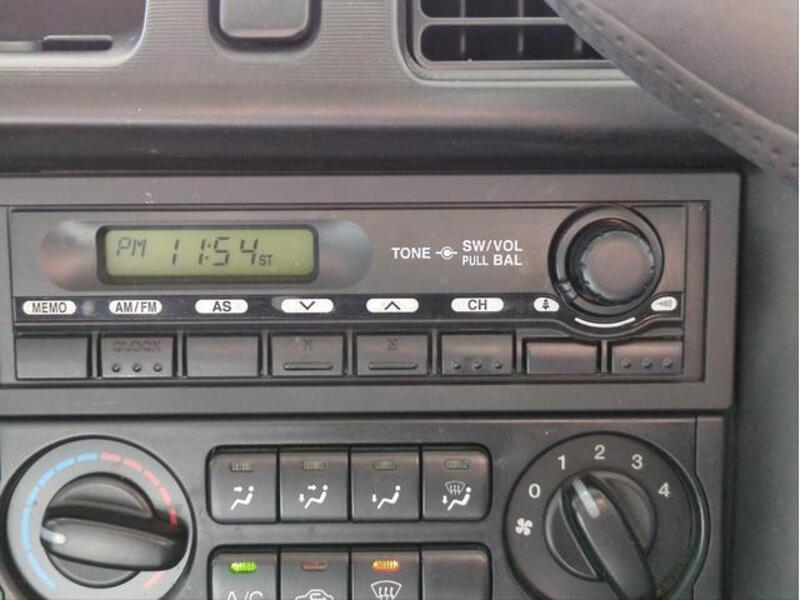 PM 11:54 ST
TONE SW/VOL
PULL BAL
MEMO AM/FM AS CH
CLOCK H M
0 1 2 3 4
A/C